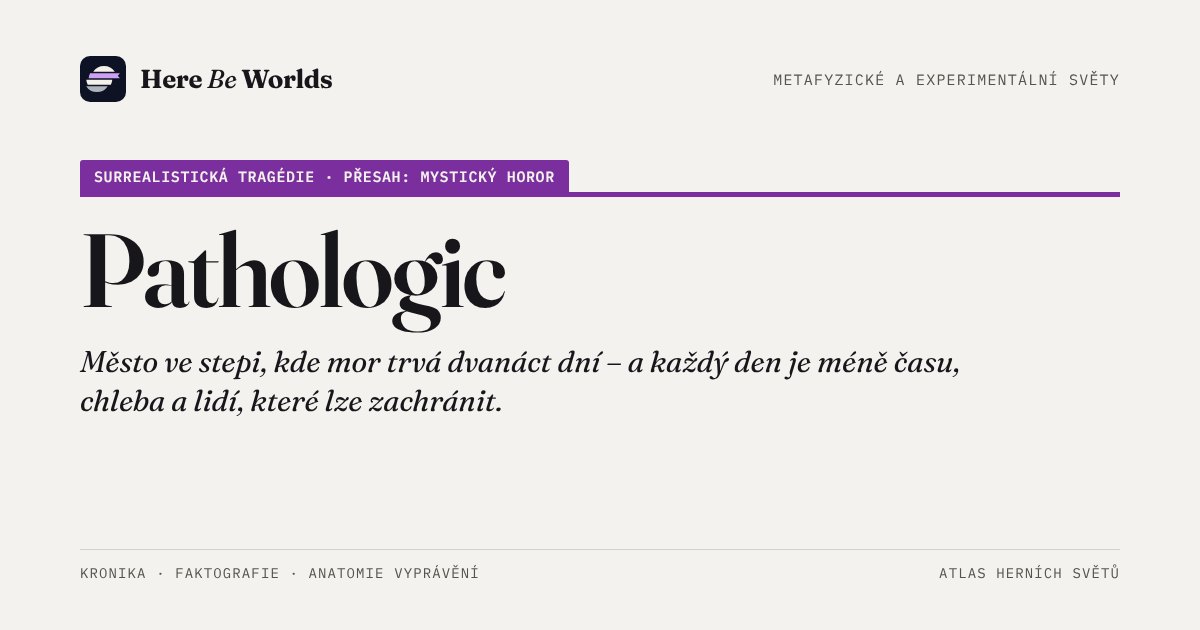 Here Be Worlds
METAFYZICKÉ A EXPERIMENTÁLNÍ SVĚTY
SURREALISTICKÁ TRAGÉDIE · PŘESAH: MYSTICKÝ HOROR
Pathologic
Město ve stepi, kde mor trvá dvanáct dní – a každý den je méně času,
chleba a lidí, které lze zachránit.
KRONIKA · FAKTOGRAFIE · ANATOMIE VYPRÁVĚNÍ
ATLAS HERNÍCH SVĚTŮ